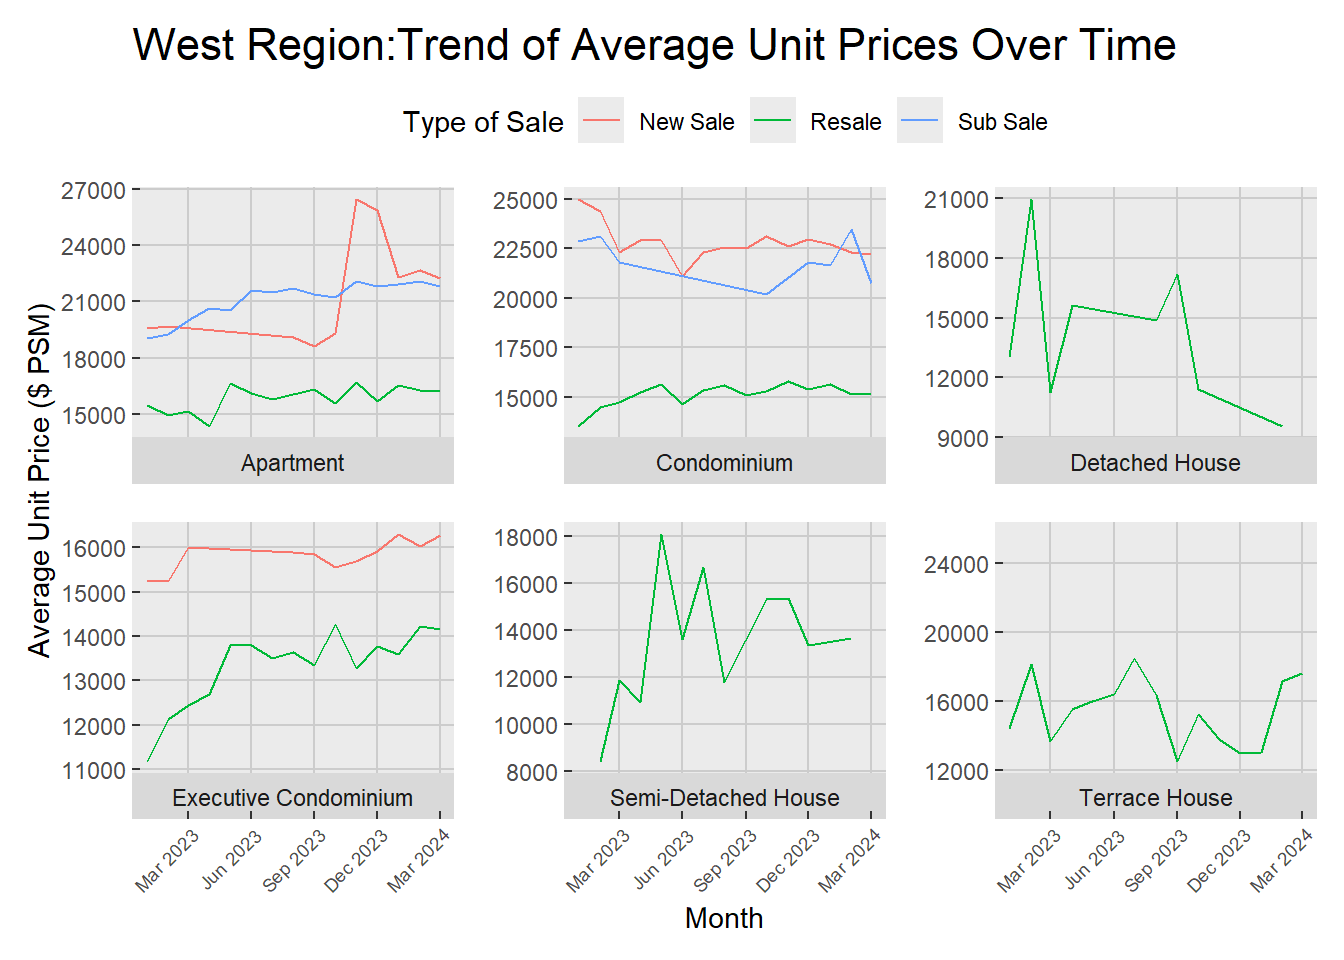 West Region:Trend of Average Unit Prices Over Time
Type of Sale New Sale Resale Sub Sale
Average Unit Price ($ PSM)
27000
24000
21000
18000
15000
Apartment
25000
22500
20000
17500
15000
Condominium
21000
18000
15000
12000
9000
Detached House
16000
15000
14000
13000
12000
11000
Executive Condominium
Mar 2023 Jun 2023 Sep 2023 Dec 2023 Mar 2024
18000
16000
14000
12000
10000
8000
Semi-Detached House
Mar 2023 Jun 2023 Sep 2023 Dec 2023 Mar 2024
24000
20000
16000
12000
Terrace House
Mar 2023 Jun 2023 Sep 2023 Dec 2023 Mar 2024
Month